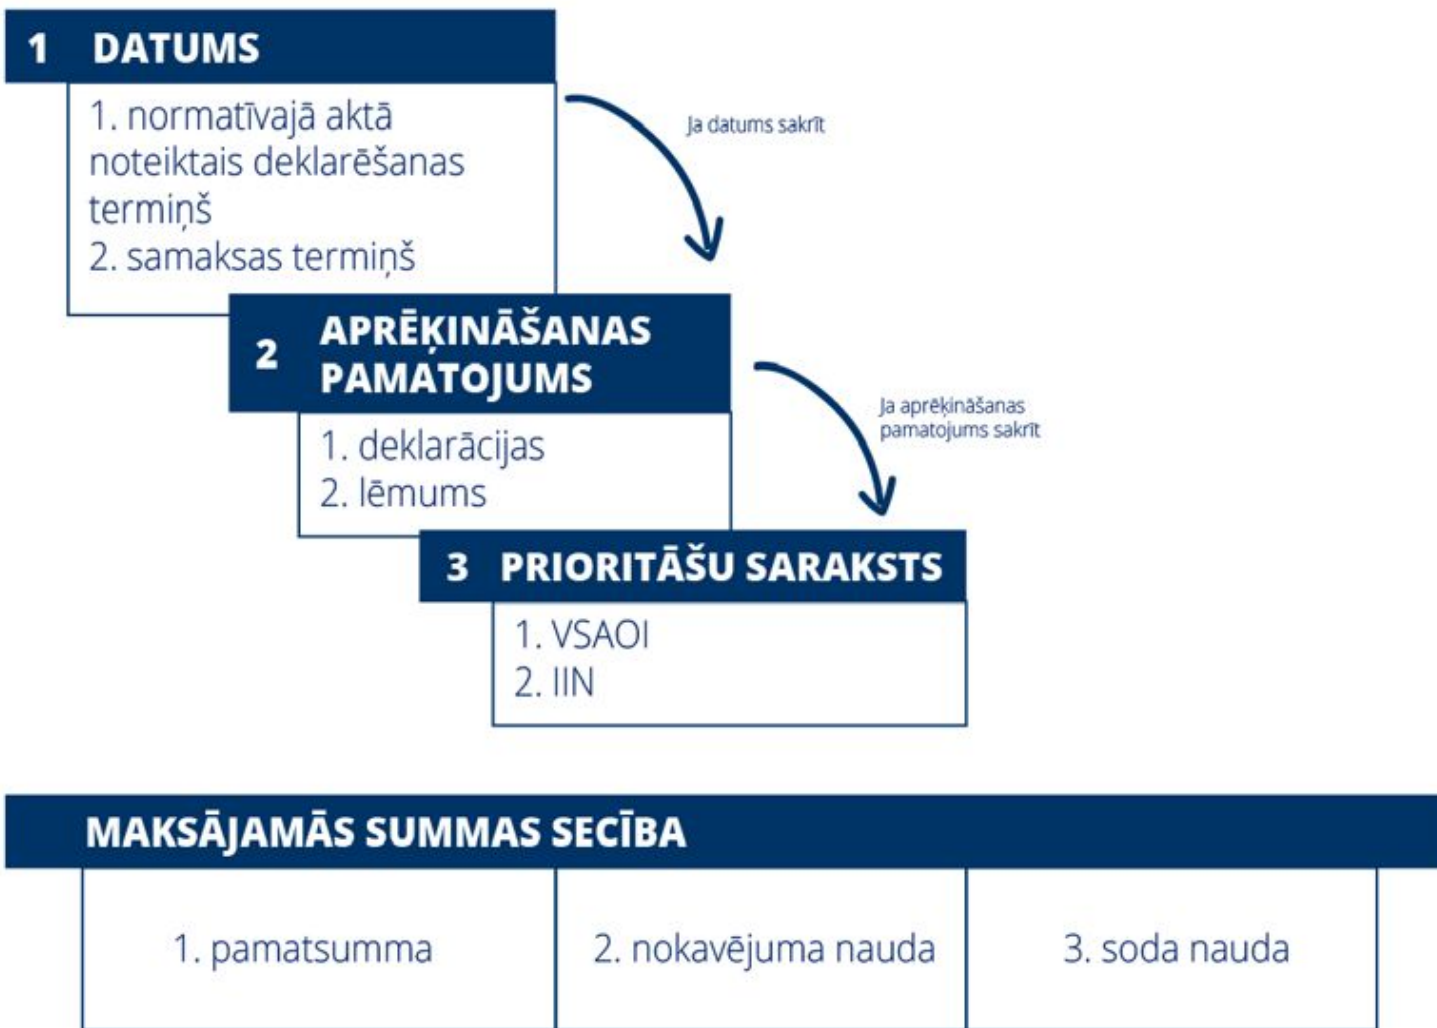 1 DATUMS
1. normatīvajā aktā
noteiktais deklarēšanas
termiņš
2. samaksas termiņš
Ja datums sakrīt
2 APRĒĶINĀŠANAS
PAMATOJUMS
1. deklarācijas
2. lēmums
Ja aprēķināšanas
pamatojums sakrīt
3 PRIORITĀŠU SARAKSTS
1. VSAOI
2. IIN
MAKSĀJAMĀS SUMMAS SECĪBA
1. pamatsumma
2. nokavējuma nauda
3. soda nauda